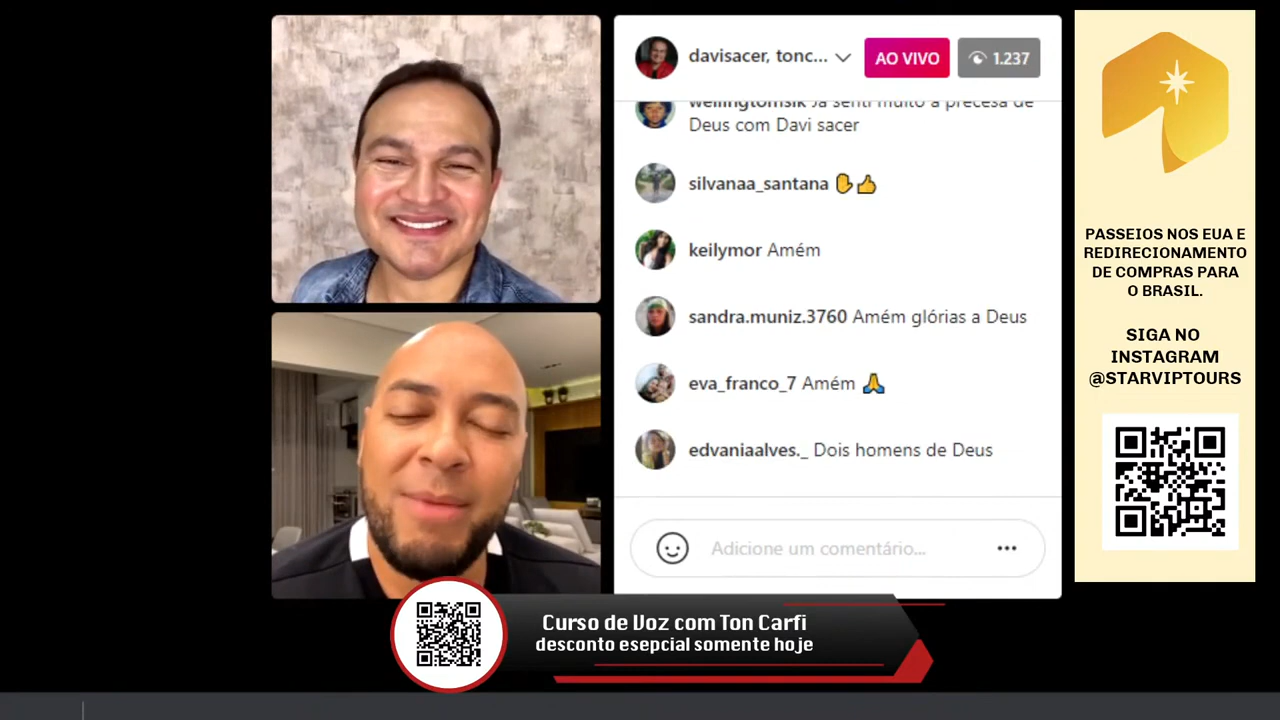 davisacer, tonc...
AO VIVO
1.237
wellingtomsik Já senti muito a precesa de
Deus com Davi sacer
silvanaa_santana ✋👍
keilymor Amém
sandra.muniz.3760 Amém glórias a Deus
eva_franco_7 Amém 🙏
edvaniaalves._ Dois homens de Deus
Adicione um comentário...
PASSEIOS NOS EUA E
REDIRECIONAMENTO
DE COMPRAS PARA
O BRASIL.
SIGA NO
INSTAGRAM
@STARVIPTOURS
Curso de Voz com Ton Carfi
desconto esepcial somente hoje